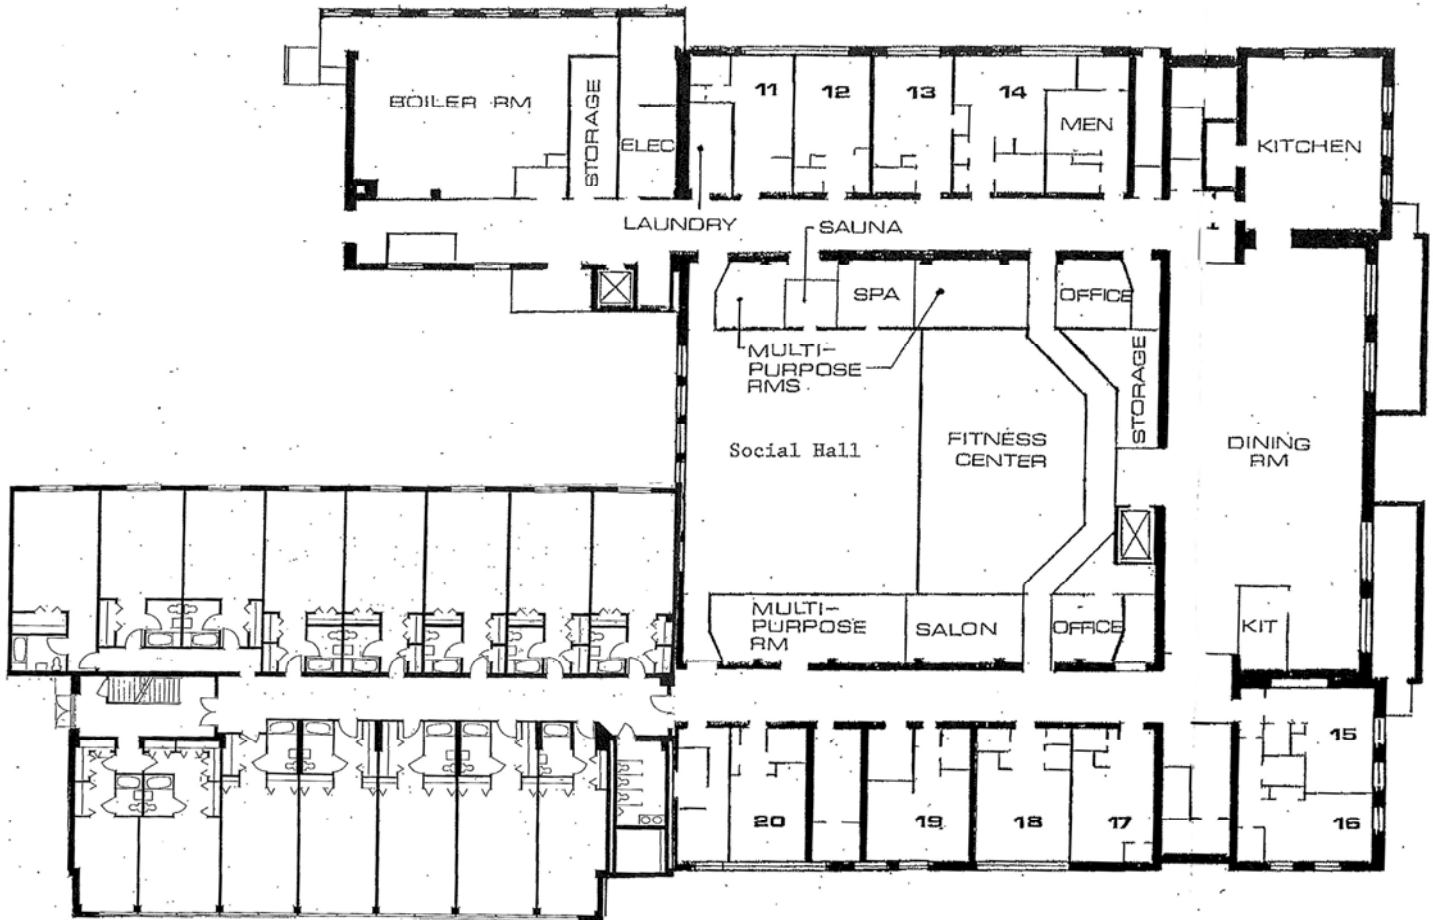 BOILER RM
STORAGE
ELEC
11
12
13
14
MEN
KITCHEN
LAUNDRY
SAUNA
SPA
OFFICE
MULTI-
PURPOSE
RMS
STORAGE
Social Hall
FITNESS
CENTER
DINING
RM
MULTI-
PURPOSE
RM
SALON
OFFICE
KIT
15
16
20
19
18
17